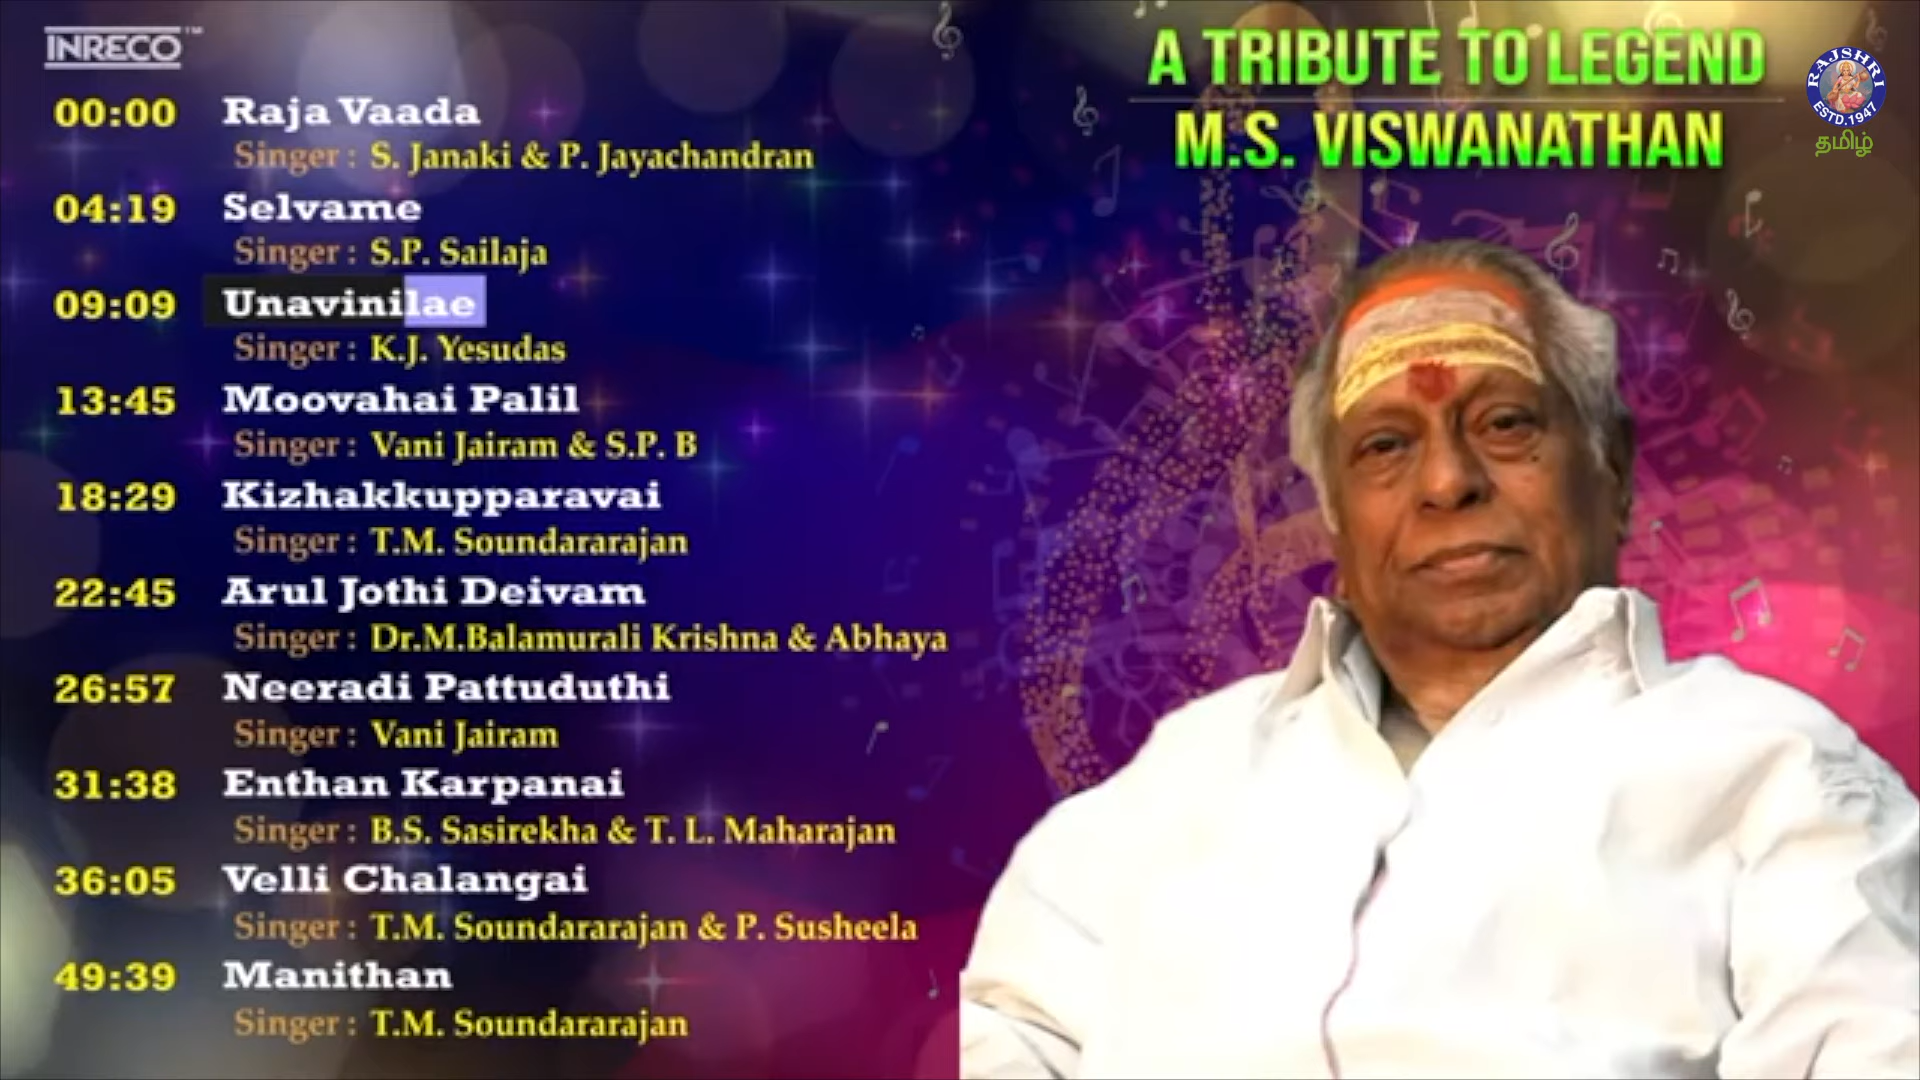 INRECO™
00:00 Raja Vaada
Singer : S. Janaki & P. Jayachandran
04:19 Selvame
Singer : S.P. Sailaja
09:09 Unavinilae
Singer : K.J. Yesudas
13:45 Moovahai Palil
Singer : Vani Jairam & S.P. B
18:29 Kizhakkupparavai
Singer : T.M. Soundararajan
22:45 Arul Jothi Deivam
Singer : Dr.M.Balamurali Krishna & Abhaya
26:57 Neeradi Pattuduthi
Singer : Vani Jairam
31:38 Enthan Karpanai
Singer : B.S. Sasirekha & T. L. Maharajan
36:05 Velli Chalangai
Singer : T.M. Soundararajan & P. Susheela
49:39 Manithan
Singer : T.M. Soundararajan
A TRIBUTE TO LEGEND
M.S. VISWANATHAN
RAJSHRI
ESTD.1947
தமிழ்